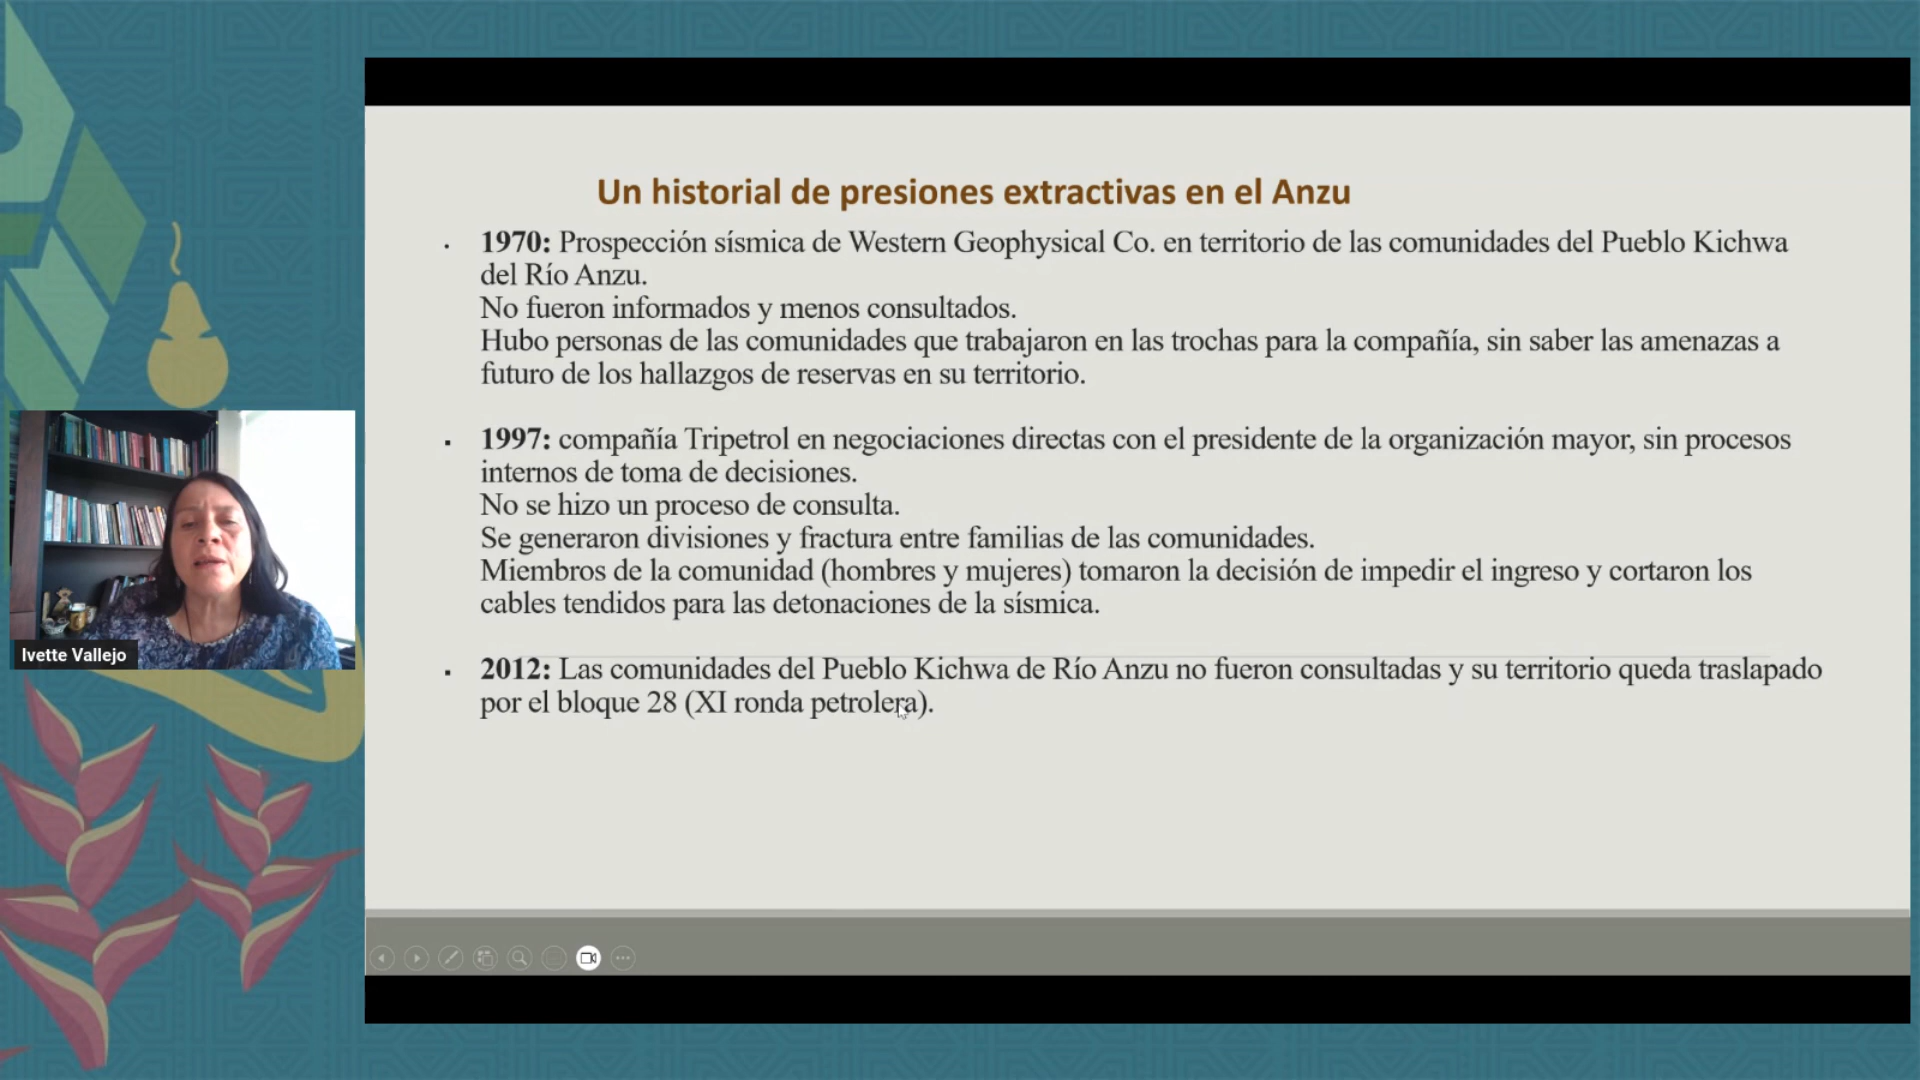 Un historial de presiones extractivas en el Anzu
• 1970: Prospección sísmica de Western Geophysical Co. en territorio de las comunidades del Pueblo Kichwa
del Río Anzu.
No fueron informados y menos consultados.
Hubo personas de las comunidades que trabajaron en las trochas para la compañía, sin saber las amenazas a
futuro de los hallazgos de reservas en su territorio.
▪ 1997: compañía Tripetrol en negociaciones directas con el presidente de la organización mayor, sin procesos
internos de toma de decisiones.
No se hizo un proceso de consulta.
Se generaron divisiones y fractura entre familias de las comunidades.
Miembros de la comunidad (hombres y mujeres) tomaron la decisión de impedir el ingreso y cortaron los
cables tendidos para las detonaciones de la sísmica.
▪ 2012: Las comunidades del Pueblo Kichwa de Río Anzu no fueron consultadas y su territorio queda traslapado
por el bloque 28 (XI ronda petrolera).
Ivette Vallejo